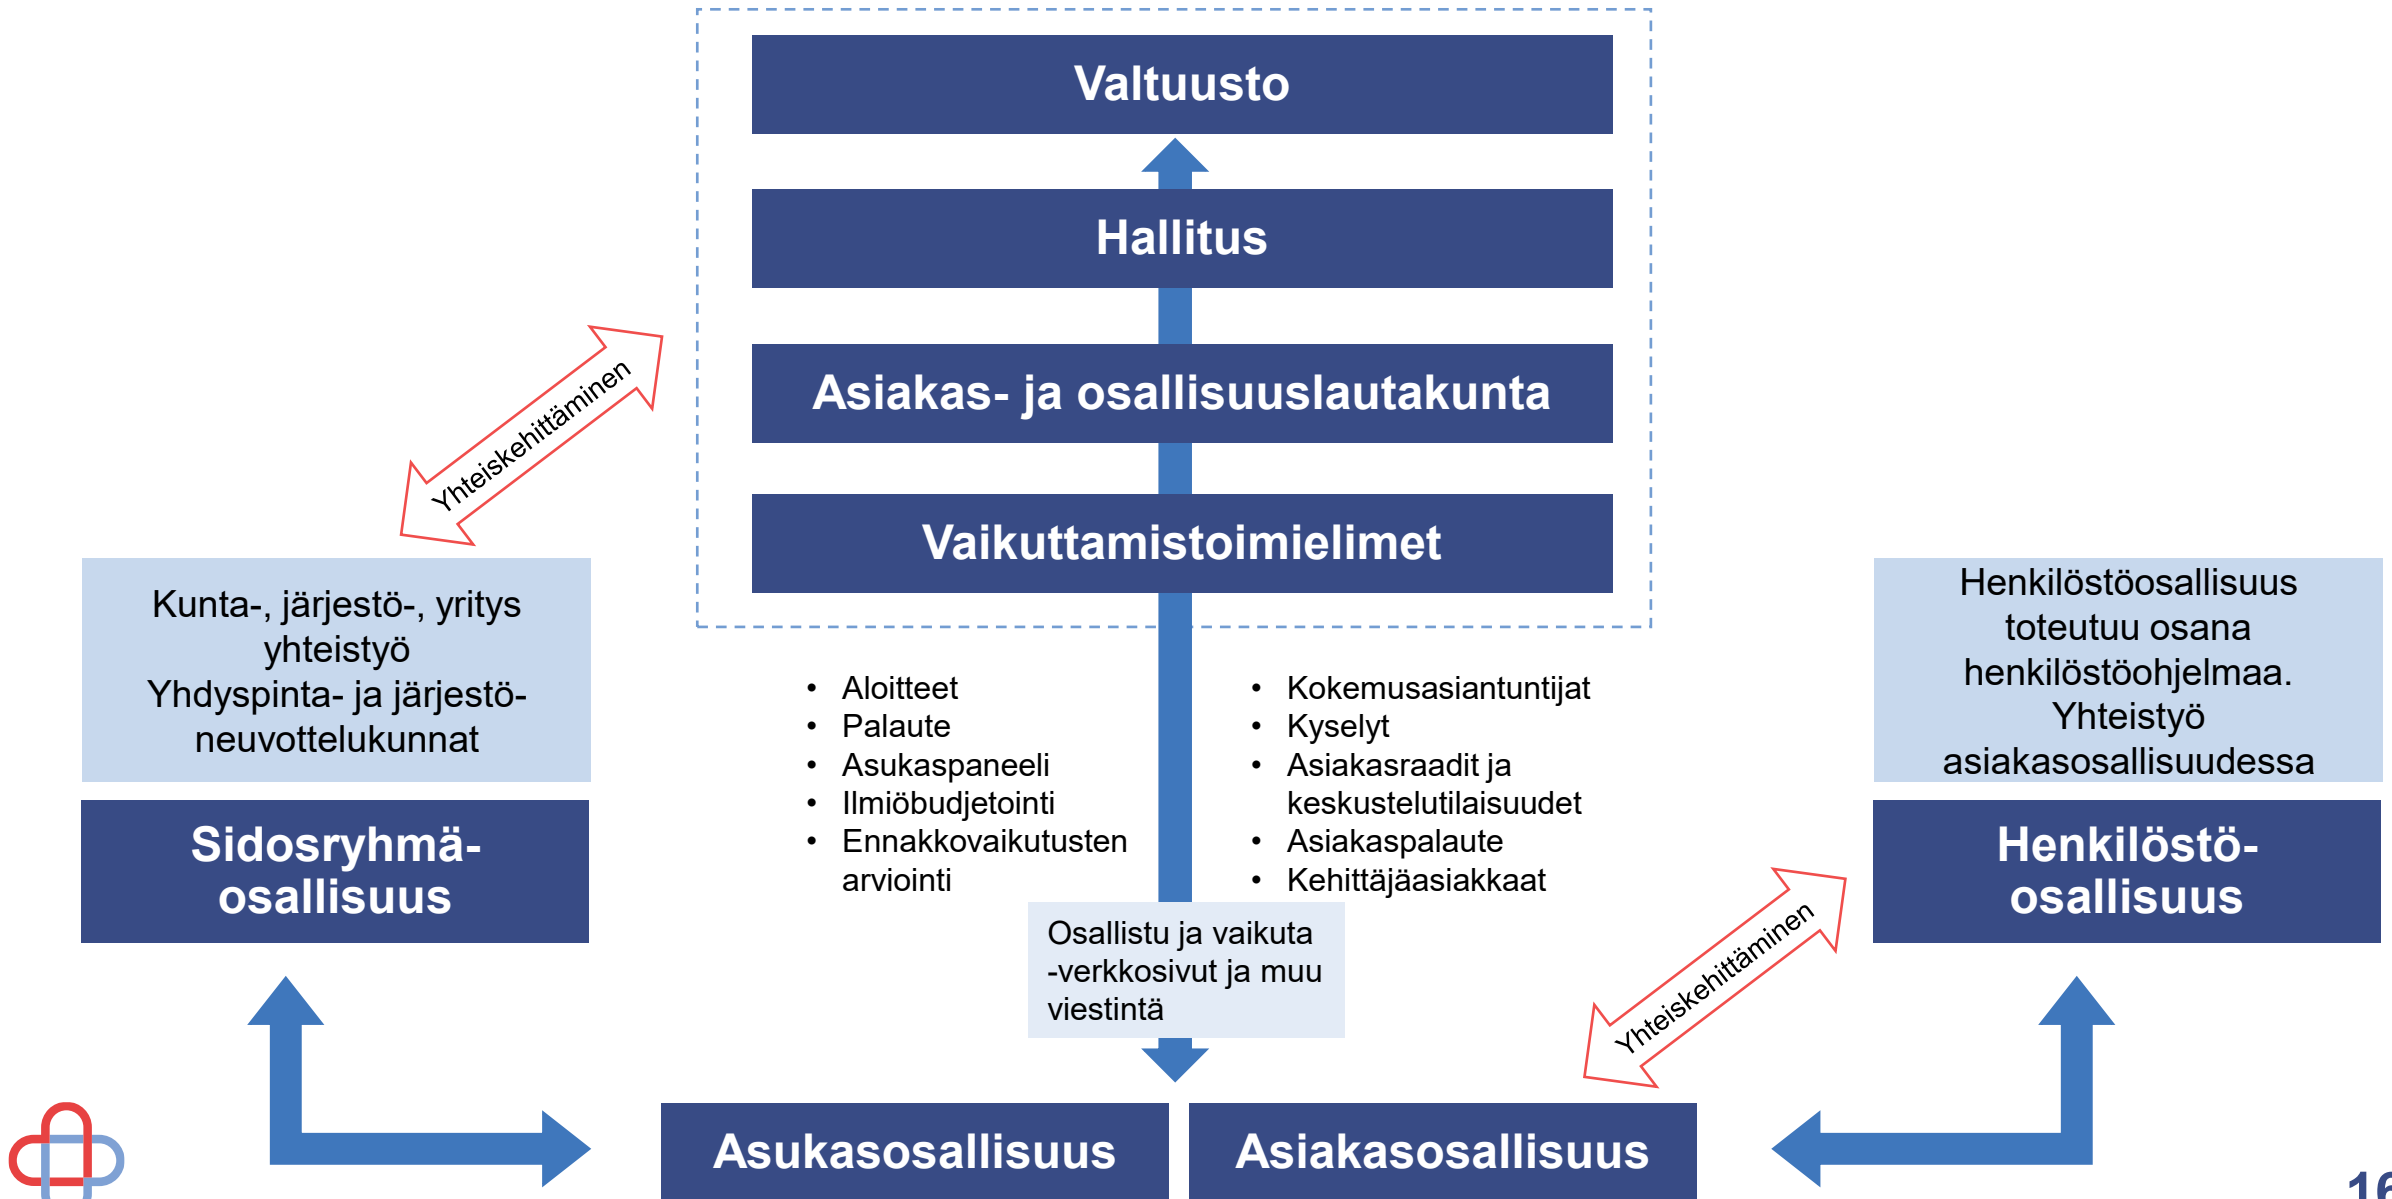 Valtuusto
Hallitus
Asiakas- ja osallisuuslautakunta
Vaikuttamistoimielimet
Yhteiskehittäminen
Kunta-, järjestö-, yritys
yhteistyö
Yhdyspinta- ja järjestö-
neuvottelukunnat
Sidosryhmä-
osallisuus
• Aloitteet
• Palaute
• Asukaspaneeli
• Ilmiöbudjetointi
• Ennakkovaikutusten
arviointi
• Kokemusasiantuntijat
• Kyselyt
• Asiakasraadit ja
keskustelutilaisuudet
• Asiakaspalaute
• Kehittäjäasiakkaat
Osallistu ja vaikuta
-verkkosivut ja muu
viestintä
Henkilöstöosallisuus
toteutuu osana
henkilöstöohjelmaa.
Yhteistyö
asiakasosallisuudessa
Henkilöstö-
osallisuus
Yhteiskehittäminen
Asukasosallisuus
Asiakasosallisuus
16